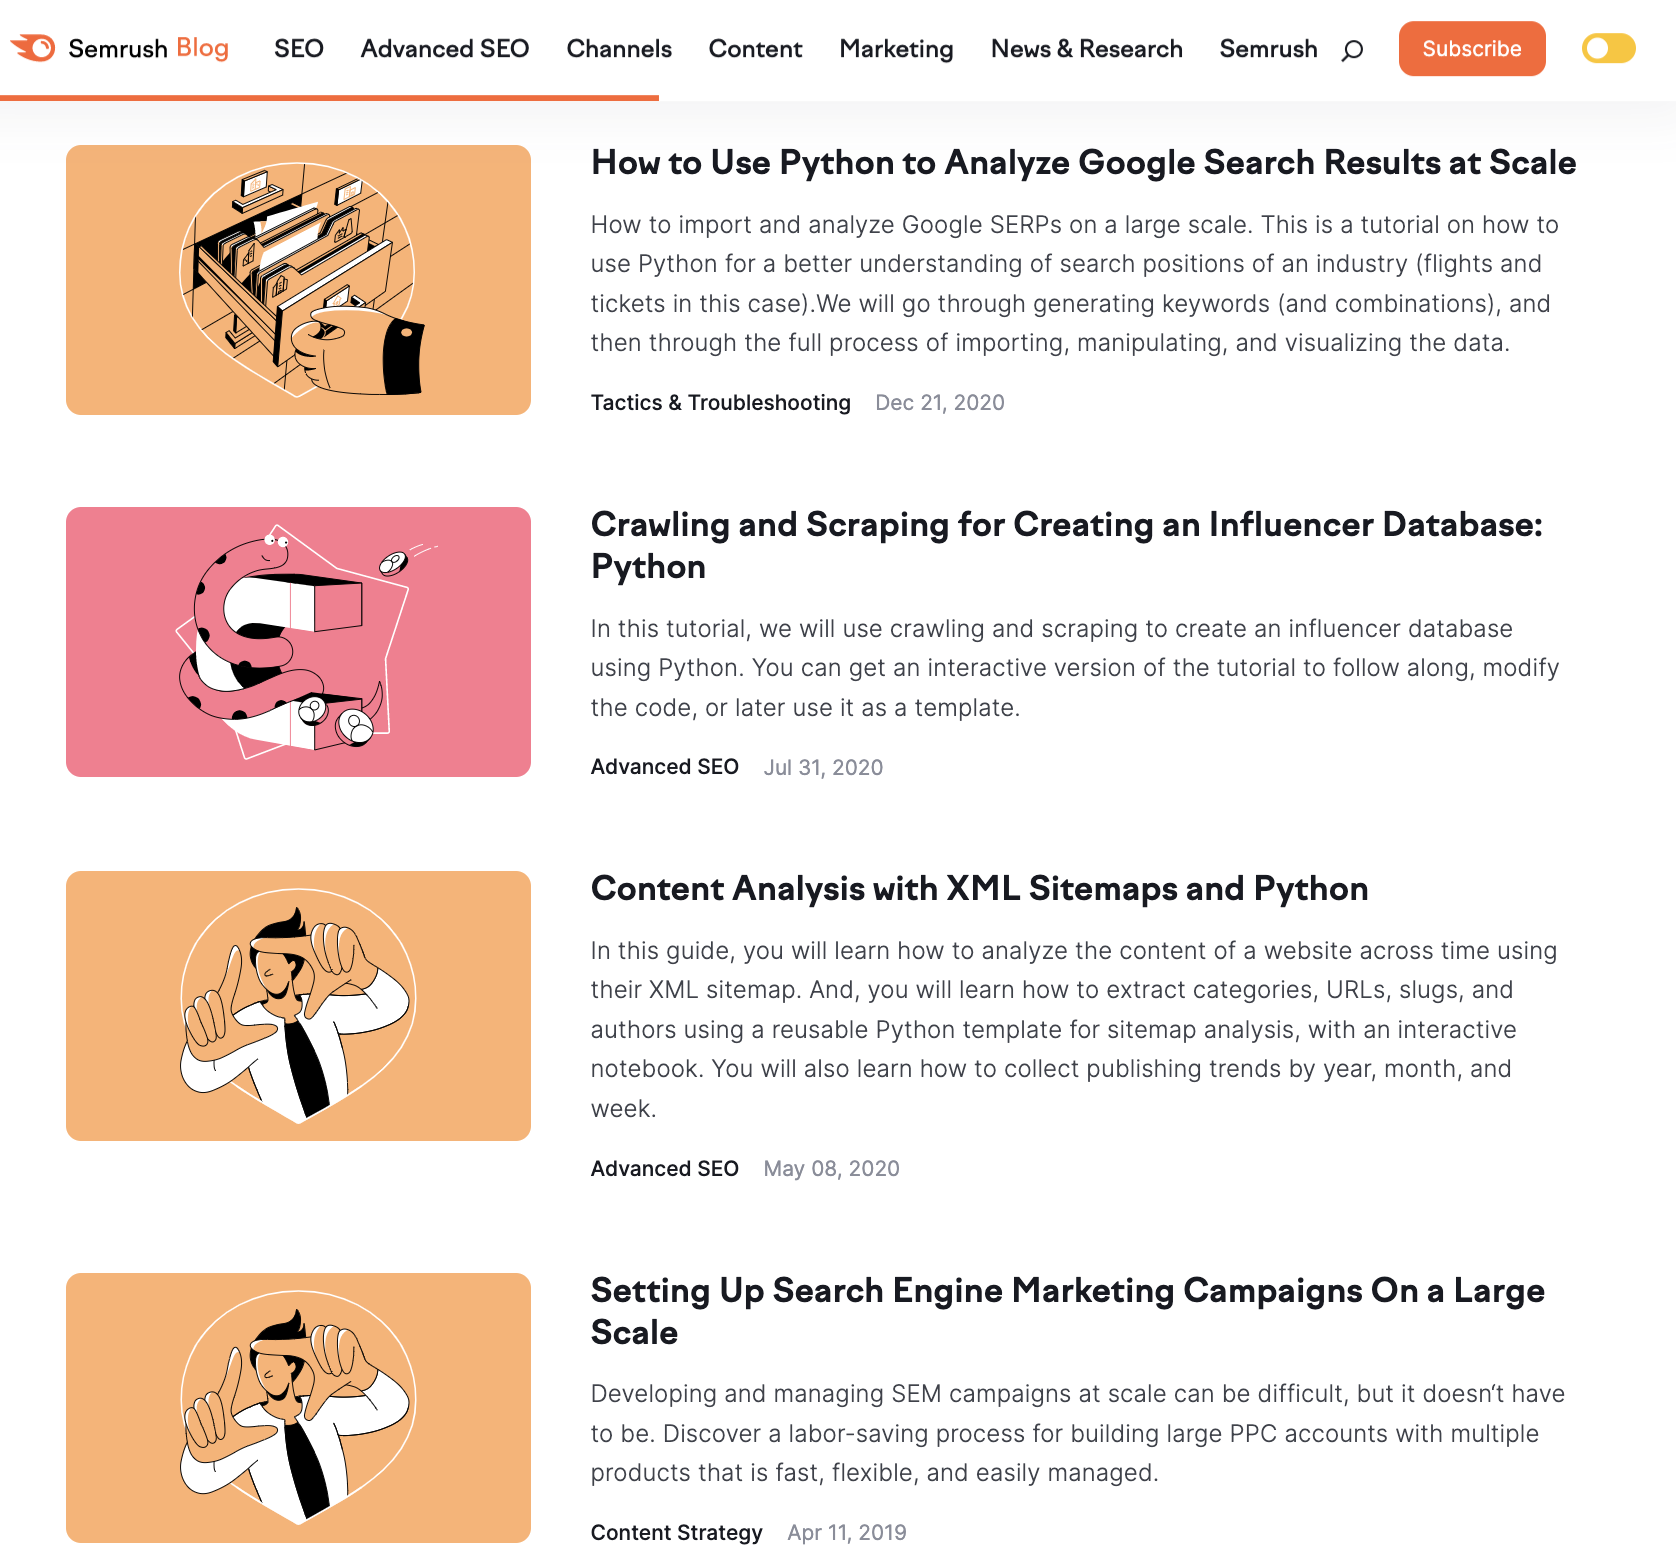 Semrush Blog SEO Advanced SEO Channels Content Marketing News & Research Semrush Subscribe
How to Use Python to Analyze Google Search Results at Scale
How to import and analyze Google SERPs on a large scale. This is a tutorial on how to
use Python for a better understanding of search positions of an industry (flights and
tickets in this case).We will go through generating keywords (and combinations), and
then through the full process of importing, manipulating, and visualizing the data.
Tactics & Troubleshooting Dec 21, 2020
Crawling and Scraping for Creating an Influencer Database:
Python
In this tutorial, we will use crawling and scraping to create an influencer database
using Python. You can get an interactive version of the tutorial to follow along, modify
the code, or later use it as a template.
Advanced SEO Jul 31, 2020
Content Analysis with XML Sitemaps and Python
In this guide, you will learn how to analyze the content of a website across time using
their XML sitemap. And, you will learn how to extract categories, URLs, slugs, and
authors using a reusable Python template for sitemap analysis, with an interactive
notebook. You will also learn how to collect publishing trends by year, month, and
week.
Advanced SEO May 08, 2020
Setting Up Search Engine Marketing Campaigns On a Large
Scale
Developing and managing SEM campaigns at scale can be difficult, but it doesn‘t have
to be. Discover a labor-saving process for building large PPC accounts with multiple
products that is fast, flexible, and easily managed.
Content Strategy Apr 11, 2019